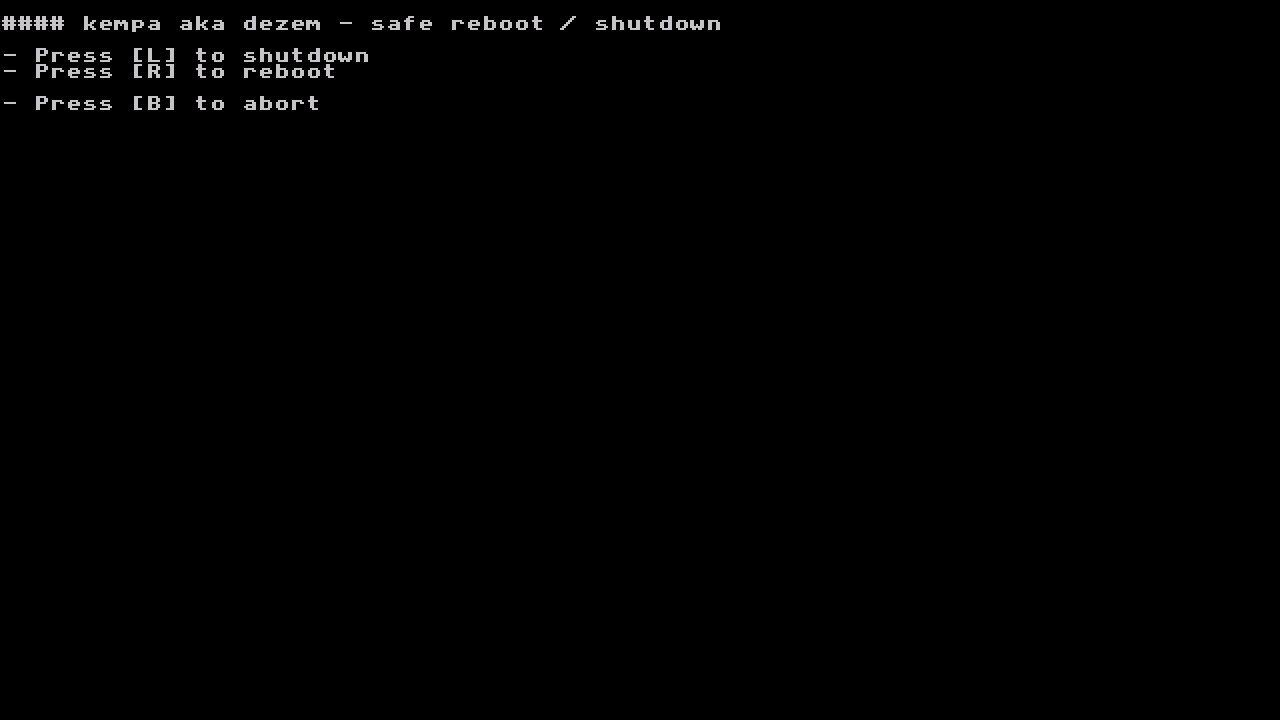 #### kempa aka dezem - safe reboot / shutdown
- Press [L] to shutdown
- Press [R] to reboot
- Press [B] to abort